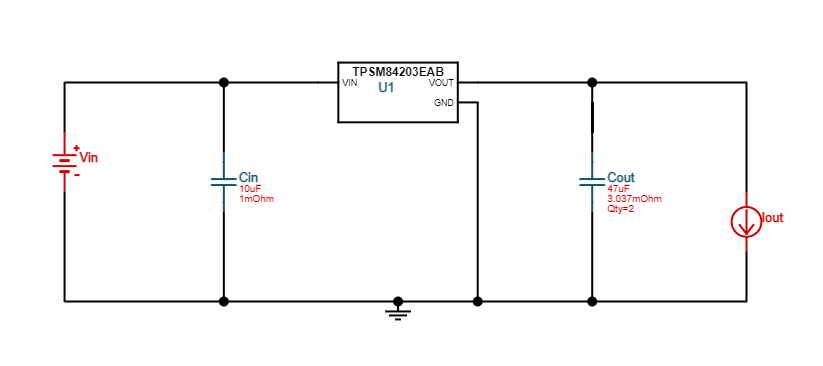 TPSM84203EAB
VIN
VOUT
U1
GND
+
Vin
-
Cin
10uF
1mOhm
Cout
47uF
3.037mOhm
Qty=2
Iout